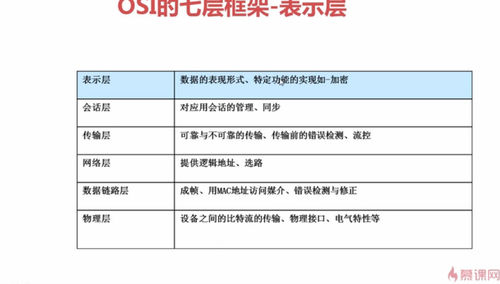 OSI的七层框架-表示层
表示层 数据的表现形式、特定功能的实现如-加密
会话层 对应用会话的管理、同步
传输层 可靠与不可靠的传输、传输前的错误检测、流控
网络层 提供逻辑地址、选路
数据链路层 成帧、用MAC地址访问媒介、错误检测与修正
物理层 设备之间的比特流的传输、物理接口、电气特性等
慕课网